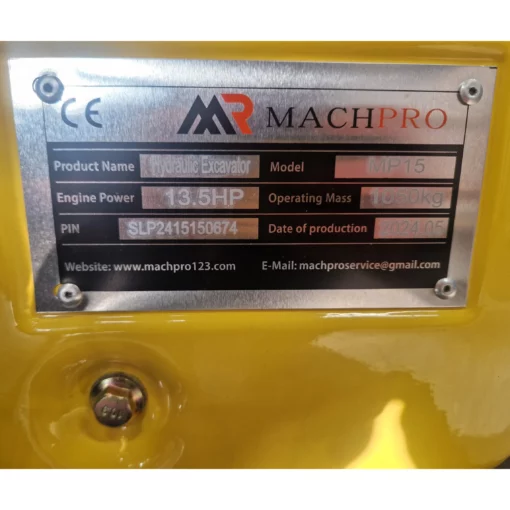 CE MR MACHPRO
Product Name Hydraulic Excavator Model MP15
Engine Power 13.5HP Operating Mass
PIN SLP2415150674 Date of production 2024.05
Website: www.machpro123.com E-Mail: machproservice@gmail.com